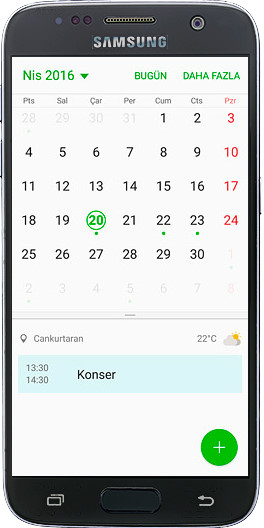 SAMSUNG
Nis 2016 BUGÜN DAHA FAZLA
Pts Sal Çar Per Cum Cts Pzr
28 29 30 31 1 2 3
4 5 6 7 8 9 10
11 12 13 14 15 16 17
18 19 20 21 22 23 24
25 26 27 28 29 30 1
2 3 4 5 6 7 8
Cankurtaran 22°C
13:30
14:30 Konser